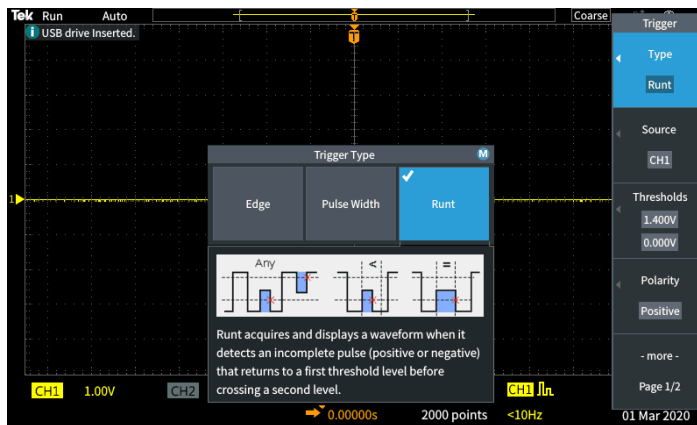 Tek Run Auto Coarse
USB drive Inserted.
T
Trigger
Type
Runt
Source
CH1
Thresholds
1.400V
0.000V
Polarity
Positive
- more -
Page 1/2
1
Trigger Type M
Edge Pulse Width Runt
Any < =
Runt acquires and displays a waveform when it
detects an incomplete pulse (positive or negative)
that returns to a first threshold level before
crossing a second level.
CH1 1.00V CH2 CH1
0.00000s 2000 points <10Hz 01 Mar 2020